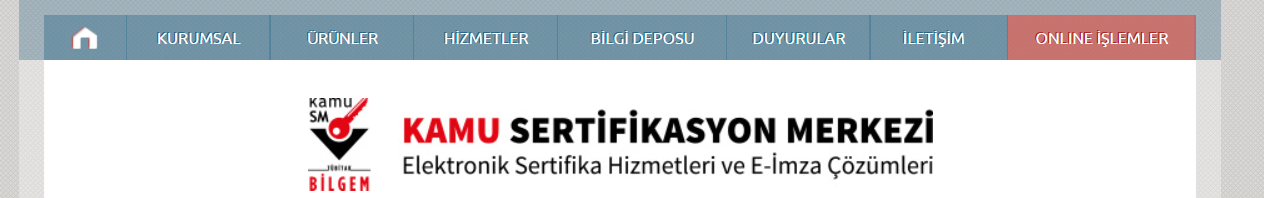 KURUMSAL ÜRÜNLER HİZMETLER BİLGİ DEPOSU DUYURULAR İLETİŞİM ONLINE İŞLEMLER
Kamu
SM
TÜBİTAK
BİLGEM
KAMU SERTİFİKASYON MERKEZİ
Elektronik Sertifika Hizmetleri ve E-İmza Çözümleri